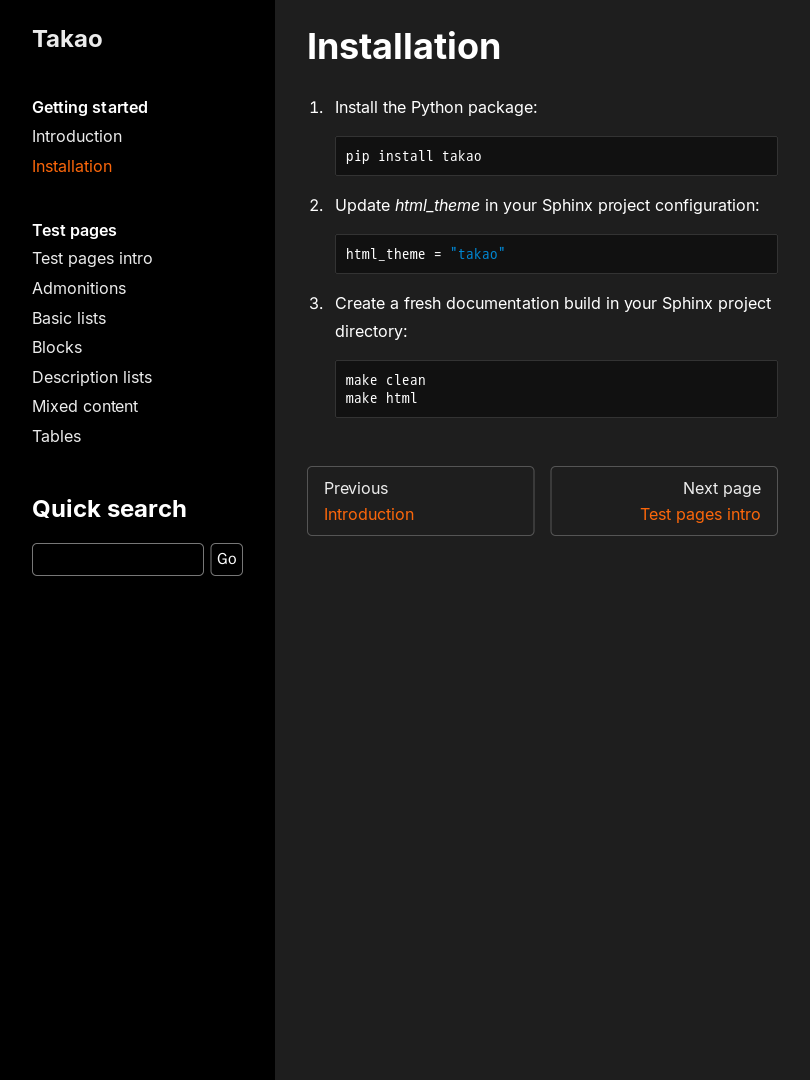 Takao
Getting started
Introduction
Installation
Test pages
Test pages intro
Admonitions
Basic lists
Blocks
Description lists
Mixed content
Tables
Quick search
Go
Installation
1. Install the Python package:
pip install takao
2. Update html_theme in your Sphinx project configuration:
html_theme = "takao"
3. Create a fresh documentation build in your Sphinx project
directory:
make clean
make html
Previous
Introduction
Next page
Test pages intro